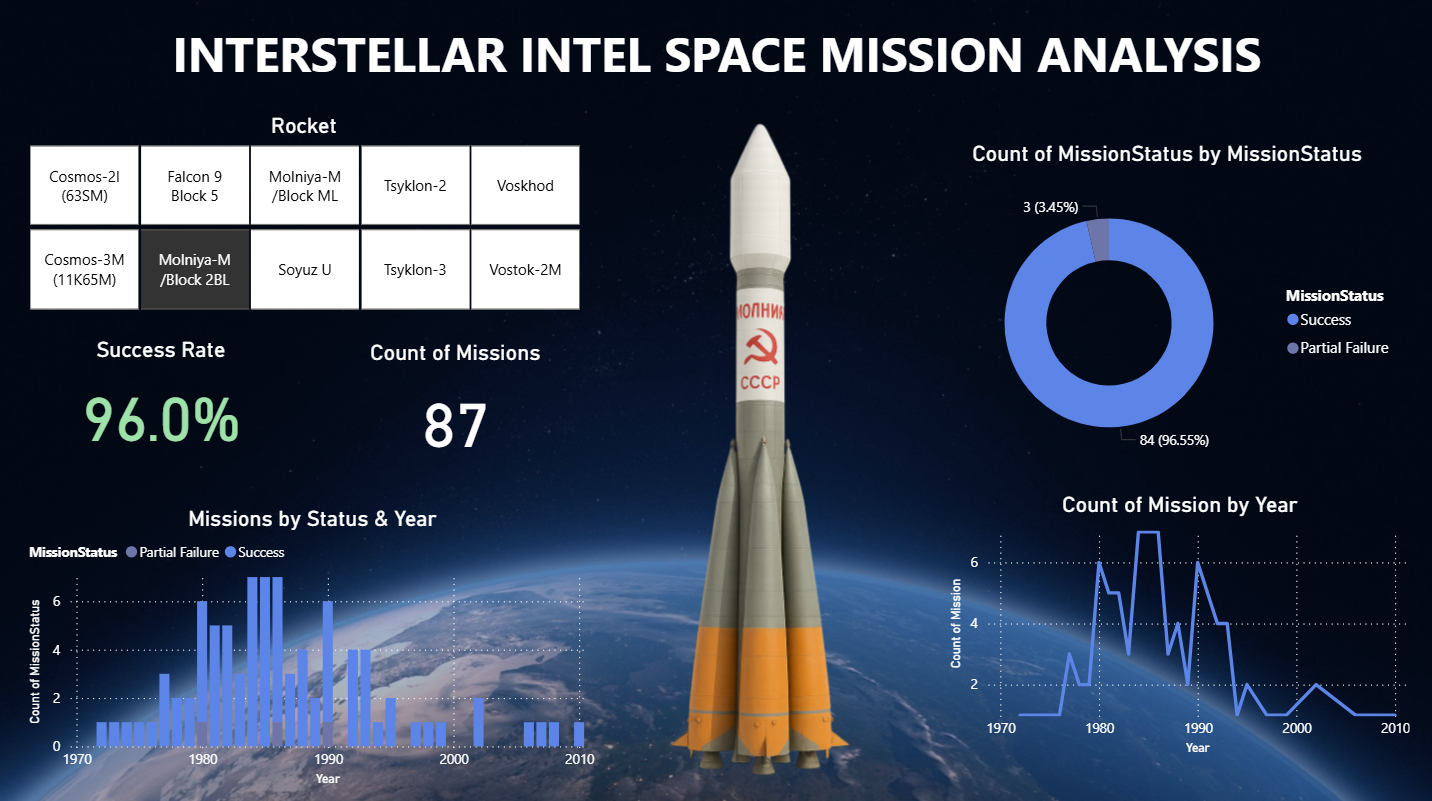 INTERSTELLAR INTEL SPACE MISSION ANALYSIS
Rocket
Cosmos-2I
(63SM)
Falcon 9
Block 5
Molniya-M
/Block ML
Tsyklon-2
Voskhod
Cosmos-3M
(11K65M)
Molniya-M
/Block 2BL
Soyuz U
Tsyklon-3
Vostok-2M
Success Rate
96.0%
Count of Missions
87
МОЛНИЯ
СССР
Count of MissionStatus by MissionStatus
3 (3.45%)
84 (96.55%)
MissionStatus
Success
Partial Failure
Missions by Status & Year
MissionStatus Partial Failure Success
Count of MissionStatus
6
4
2
0
1970 1980 1990 2000 2010
Year
Count of Mission by Year
Count of Mission
6
4
2
1970 1980 1990 2000 2010
Year